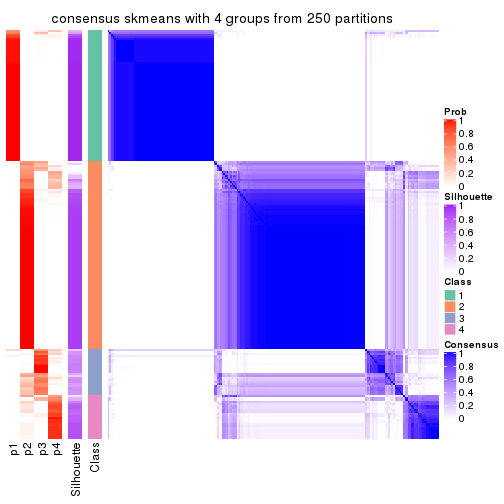 consensus skmeans with 4 groups from 250 partitions
Prob
1
0.8
0.6
0.4
0.2
0
Silhouette
1
0.8
0.6
0.4
0.2
0
Class
1
2
3
4
Consensus
1
0.8
0.6
0.4
0.2
0
p1
p2
p3
p4
Silhouette
Class